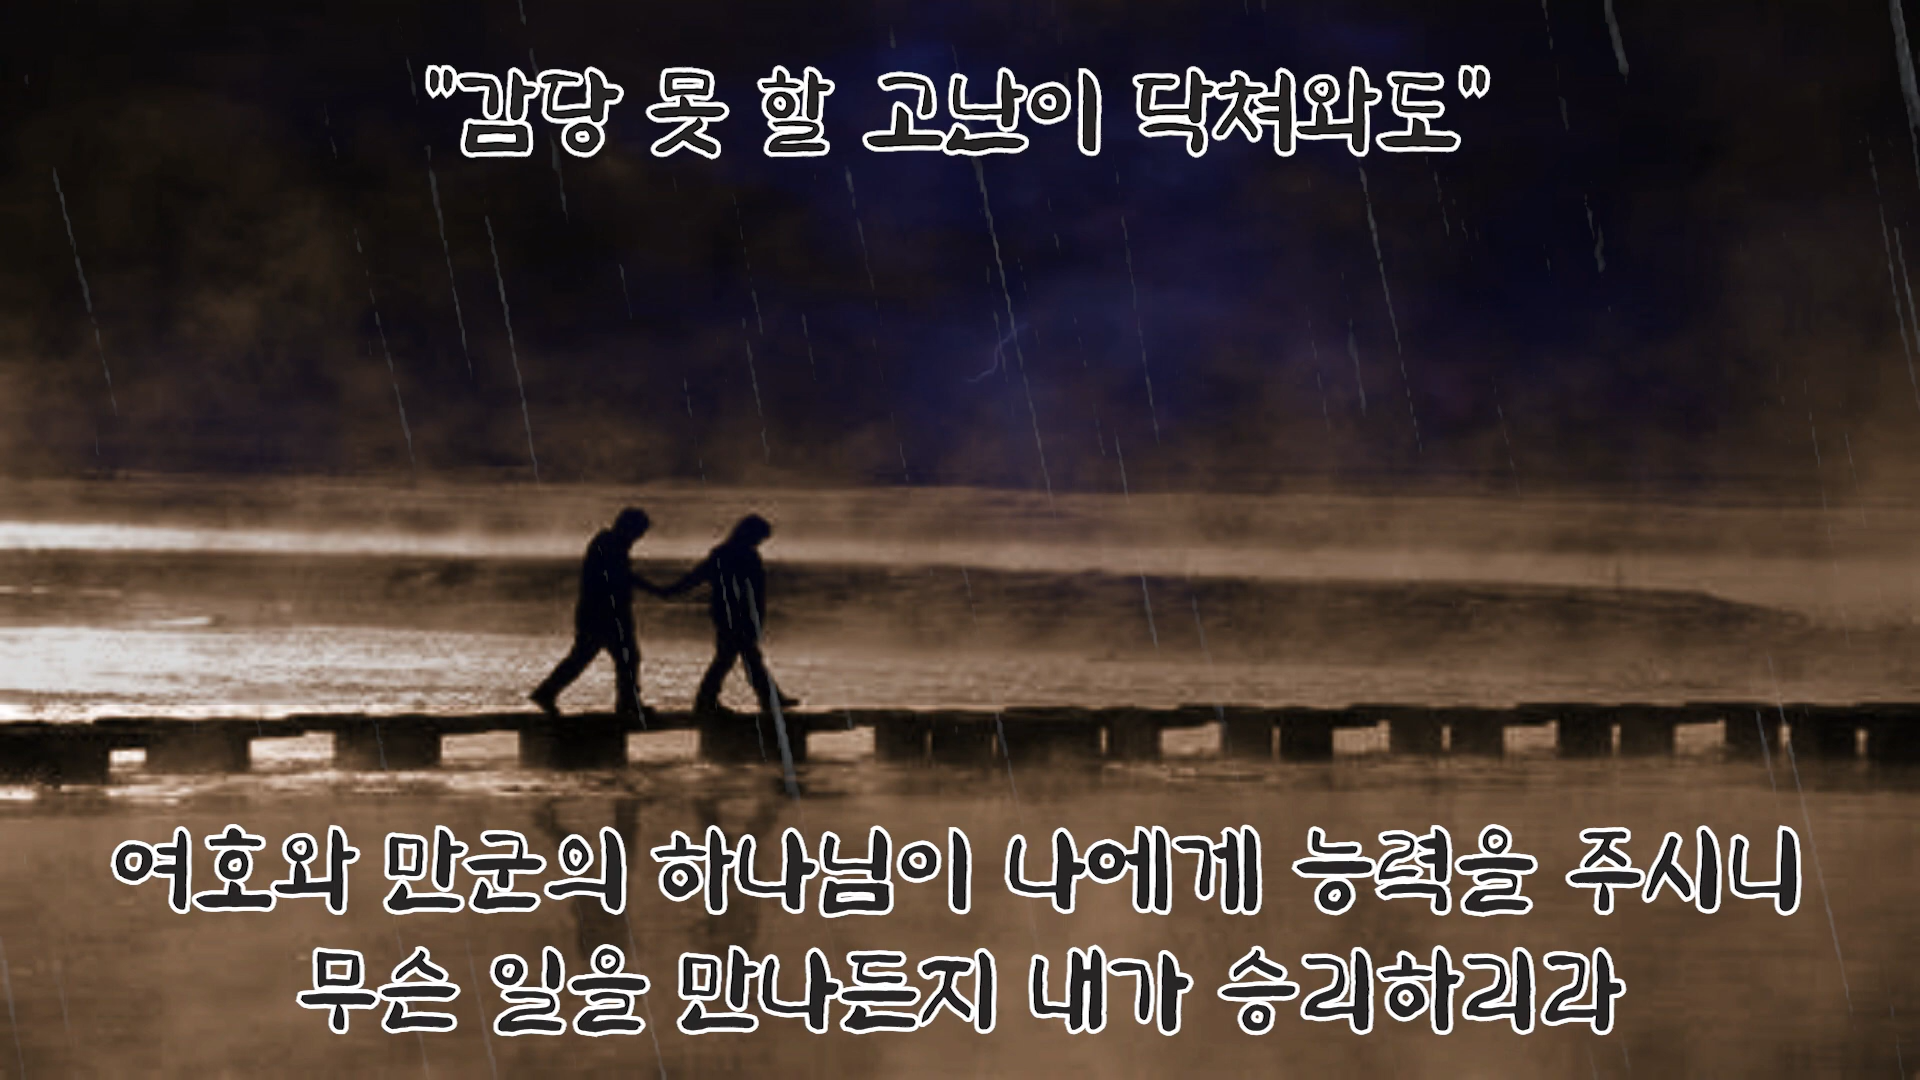 "감당 못 할 고난이 닥쳐와도"
여호와 만군의 하나님이 나에게 능력을 주시니
무슨 일을 만나든지 내가 승리하리라